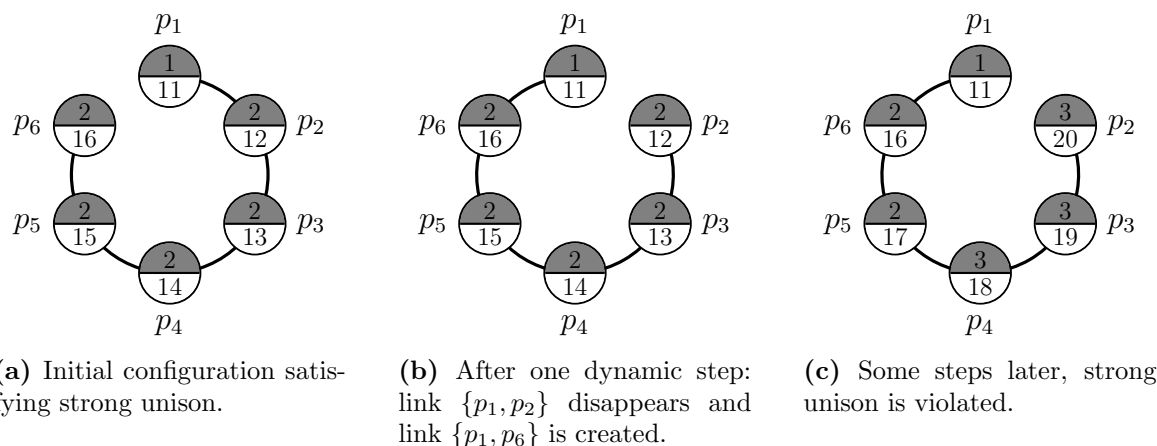 p₁
1
11
p₆ 2 2 p₂
16 12
p₅ 2 2 p₃
15 13
2
14
p₄
a) Initial configuration satis-
fying strong unison.
p₁
1
11
p₆ 2 2 p₂
16 12
p₅ 2 2 p₃
15 13
2
14
p₄
(b) After one dynamic step:
link {p₁, p₂} disappears and
link {p₁, p₆} is created.
p₁
1
11
p₆ 2 3 p₂
16 20
p₅ 2 3 p₃
17 19
3
18
p₄
(c) Some steps later, strong
unison is violated.